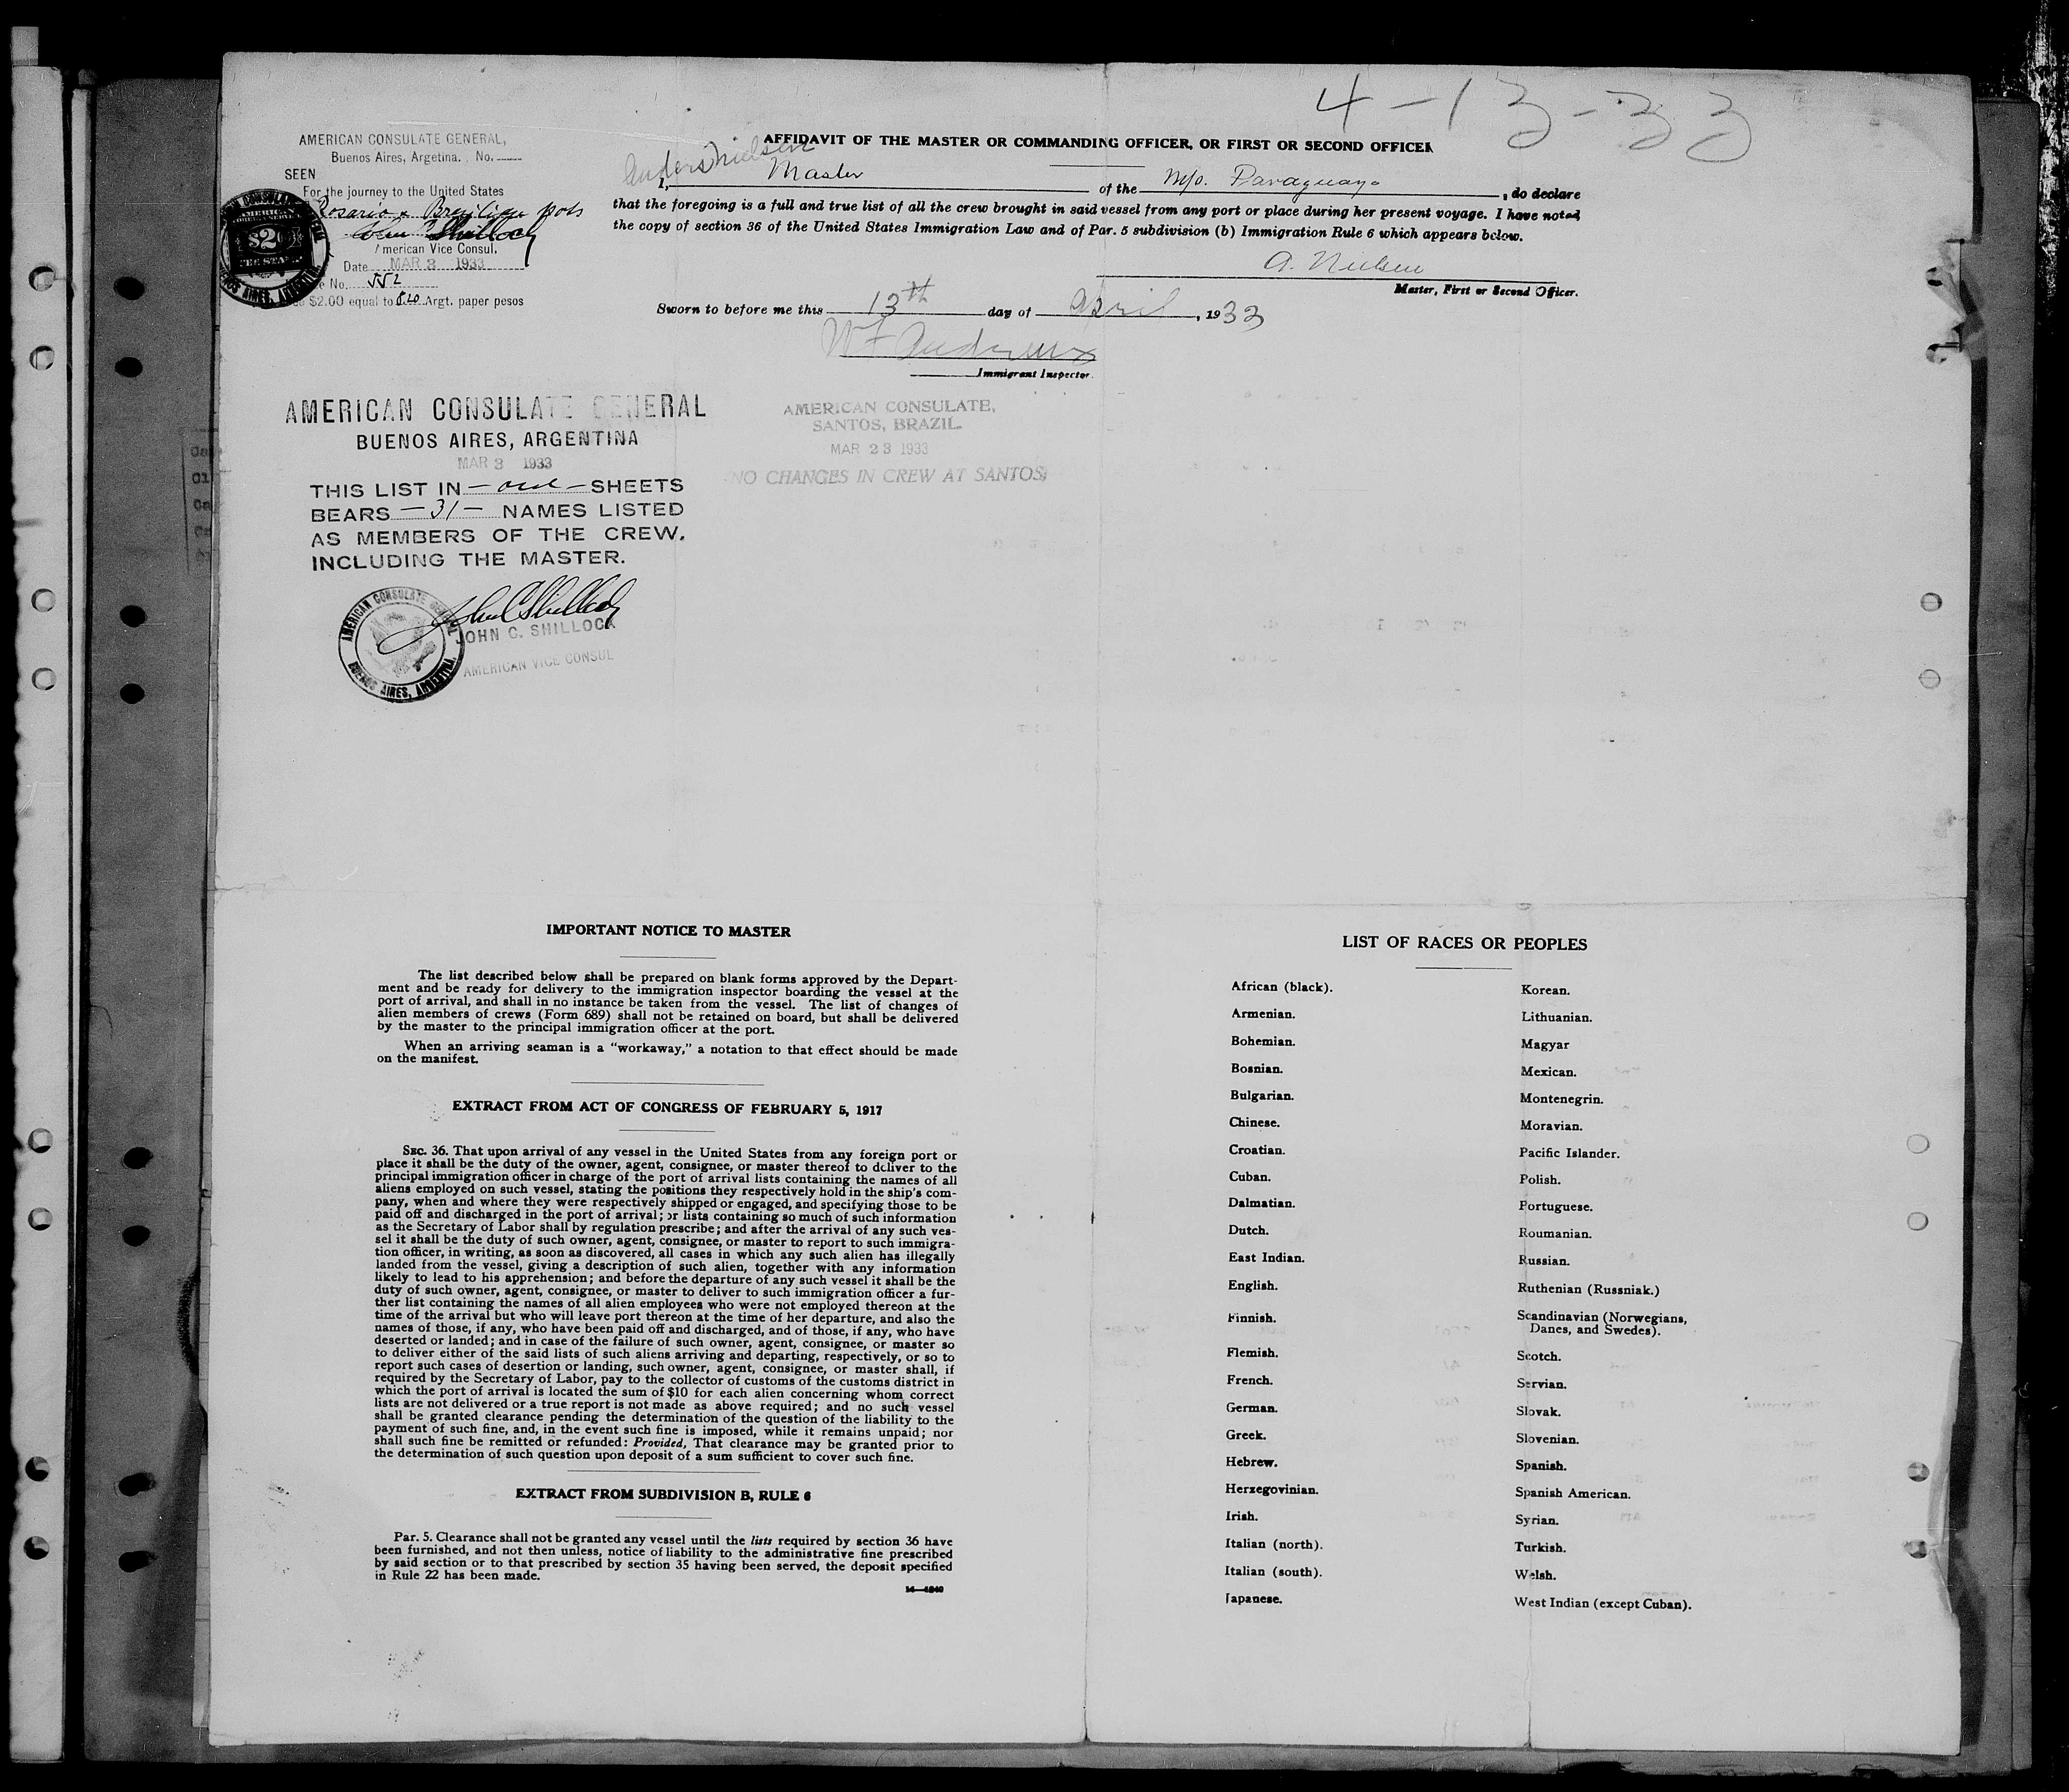 4-13-33
AMERICAN CONSULATE GENERAL,
Buenos Aires, Argetina. No.
SEEN
For the journey to the United States
Rosario & Brazilian pots
$2
FEE STAMP
American Vice Consul.
Date MAR 3 1933
No. 552
$2.00 equal to Argt. paper pesos
AFFIDAVIT OF THE MASTER OR COMMANDING OFFICER, OR FIRST OR SECOND OFFICER
Anders Nielsen
I, Master of the M/s. Paraguayo, do declare
that the foregoing is a full and true list of all the crew brought in said vessel from any port or place during her present voyage. I have noted
the copy of section 36 of the United States Immigration Law and of Par. 5 subdivision (b) Immigration Rule 6 which appears below.
A. Nielsen
Master, First or Second Officer.
Sworn to before me this 13th day of April, 1933
W F Andrews
Immigrant Inspector.
AMERICAN CONSULATE GENERAL
BUENOS AIRES, ARGENTINA
MAR 3 1933
THIS LIST IN - one - SHEETS
BEARS - 31 - NAMES LISTED
AS MEMBERS OF THE CREW.
INCLUDING THE MASTER.
John C Shillock
JOHN C. SHILLOCK
AMERICAN VICE CONSUL
AMERICAN CONSULATE GENERAL
BUENOS AIRES, ARGENTINA.
AMERICAN CONSULATE,
SANTOS, BRAZIL.
MAR 23 1933
NO CHANGES IN CREW AT SANTOS.
IMPORTANT NOTICE TO MASTER
The list described below shall be prepared on blank forms approved by the Depart-
ment and be ready for delivery to the immigration inspector boarding the vessel at the
port of arrival, and shall in no instance be taken from the vessel. The list of changes of
alien members of crews (Form 689) shall not be retained on board, but shall be delivered
by the master to the principal immigration officer at the port.
When an arriving seaman is a "workaway," a notation to that effect should be made
on the manifest.
EXTRACT FROM ACT OF CONGRESS OF FEBRUARY 5, 1917
SEC. 36. That upon arrival of any vessel in the United States from any foreign port or
place it shall be the duty of the owner, agent, consignee, or master thereof to deliver to the
principal immigration officer in charge of the port of arrival lists containing the names of all
aliens employed on such vessel, stating the positions they respectively hold in the ship's com-
pany, when and where they were respectively shipped or engaged, and specifying those to be
paid off and discharged in the port of arrival; or lists containing so much of such information
as the Secretary of Labor shall by regulation prescribe; and after the arrival of any such ves-
sel it shall be the duty of such owner, agent, consignee, or master to report to such immigra-
tion officer, in writing, as soon as discovered, all cases in which any such alien has illegally
landed from the vessel, giving a description of such alien, together with any information
likely to lead to his apprehension; and before the departure of any such vessel it shall be the
duty of such owner, agent, consignee, or master to deliver to such immigration officer a fur-
ther list containing the names of all alien employees who were not employed thereon at the
time of the arrival but who will leave port thereon at the time of her departure, and also the
names of those, if any, who have been paid off and discharged, and of those, if any, who have
deserted or landed; and in case of the failure of such owner, agent, consignee, or master so
to deliver either of the said lists of such aliens arriving and departing, respectively, or so to
report such cases of desertion or landing, such owner, agent, consignee, or master shall, if
required by the Secretary of Labor, pay to the collector of customs of the customs district in
which the port of arrival is located the sum of $10 for each alien concerning whom correct
lists are not delivered or a true report is not made as above required; and no such vessel
shall be granted clearance pending the determination of the question of the liability to the
payment of such fine, and, in the event such fine is imposed, while it remains unpaid; nor
shall such fine be remitted or refunded: Provided, That clearance may be granted prior to
the determination of such question upon deposit of a sum sufficient to cover such fine.
EXTRACT FROM SUBDIVISION B, RULE 6
Par. 5. Clearance shall not be granted any vessel until the lists required by section 36 have
been furnished, and not then unless, notice of liability to the administrative fine prescribed
by said section or to that prescribed by section 35 having been served, the deposit specified
in Rule 22 has been made.
LIST OF RACES OR PEOPLES
African (black).
Armenian.
Bohemian.
Bosnian.
Bulgarian.
Chinese.
Croatian.
Cuban.
Dalmatian.
Dutch.
East Indian.
English.
Finnish.
Flemish.
French.
German.
Greek.
Hebrew.
Herzegovinian.
Irish.
Italian (north).
Italian (south).
Japanese.
Korean.
Lithuanian.
Magyar
Mexican.
Montenegrin.
Moravian.
Pacific Islander.
Polish.
Portuguese.
Roumanian.
Russian.
Ruthenian (Russniak.)
Scandinavian (Norwegians,
Danes, and Swedes).
Scotch.
Servian.
Slovak.
Slovenian.
Spanish.
Spanish American.
Syrian.
Turkish.
Welsh.
West Indian (except Cuban).